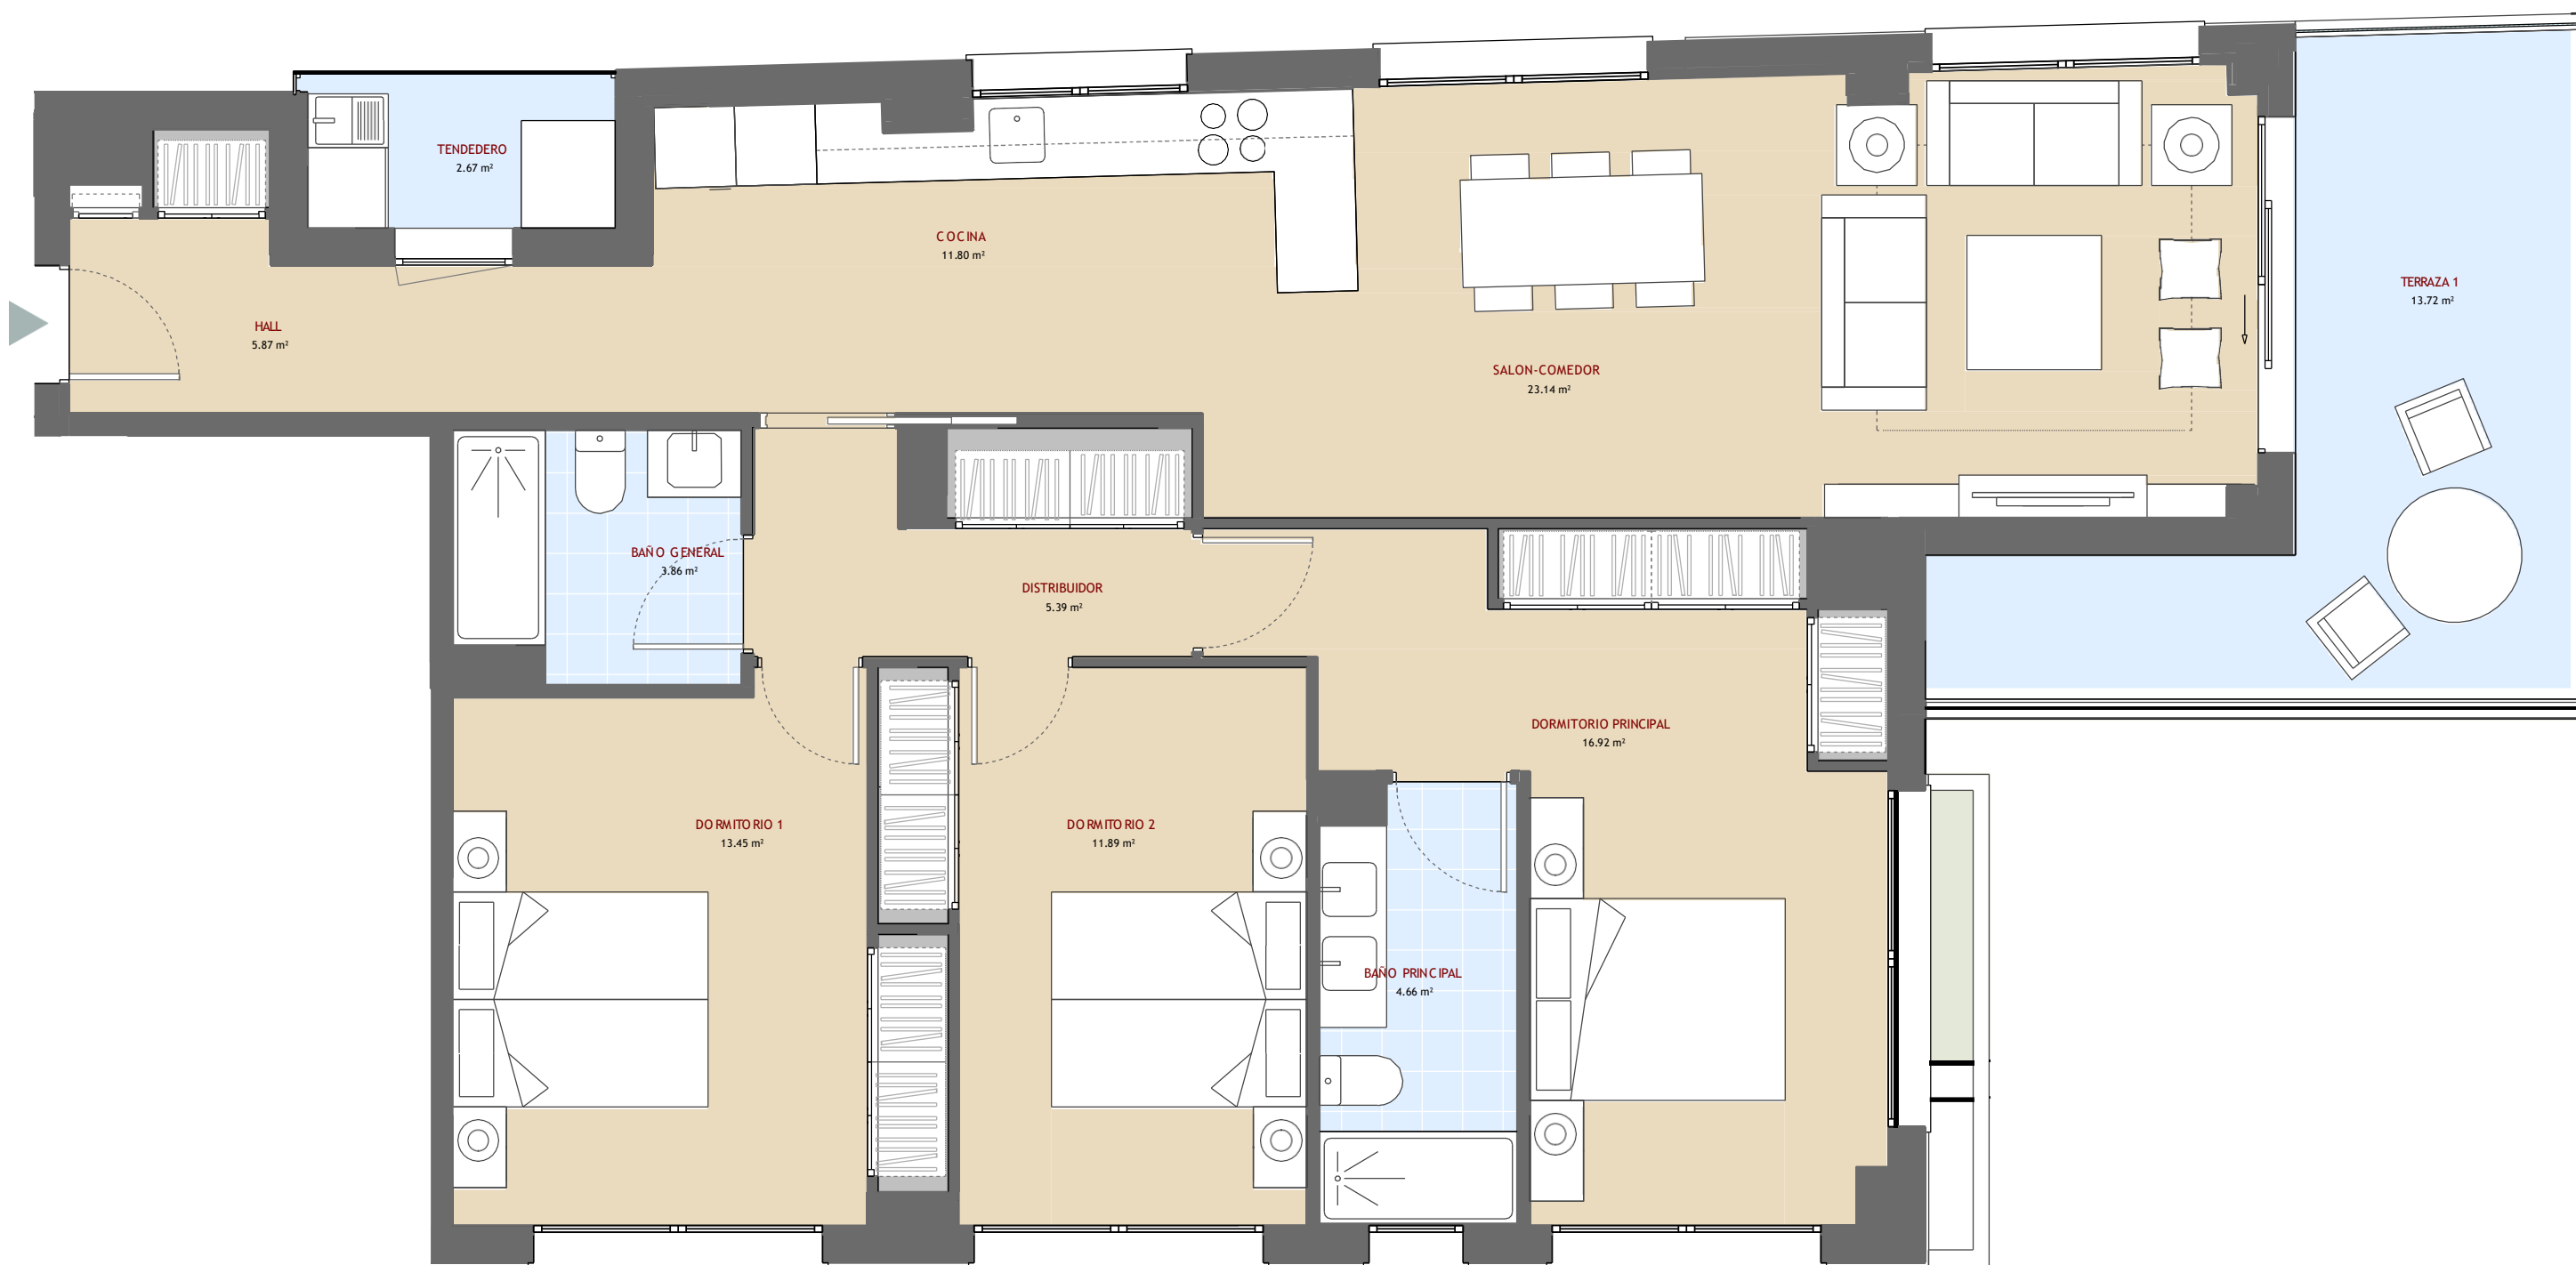 TENDEDERO
2.67 m²
COCINA
11.80 m²
HALL
5.87 m²
SALON-COMEDOR
23.14 m²
TERRAZA 1
13.72 m²
BAÑO GENERAL
3.86 m²
DISTRIBUIDOR
5.39 m²
DORMITORIO PRINCIPAL
16.92 m²
DORMITORIO 1
13.45 m²
DORMITORIO 2
11.89 m²
BAÑO PRINCIPAL
4.66 m²